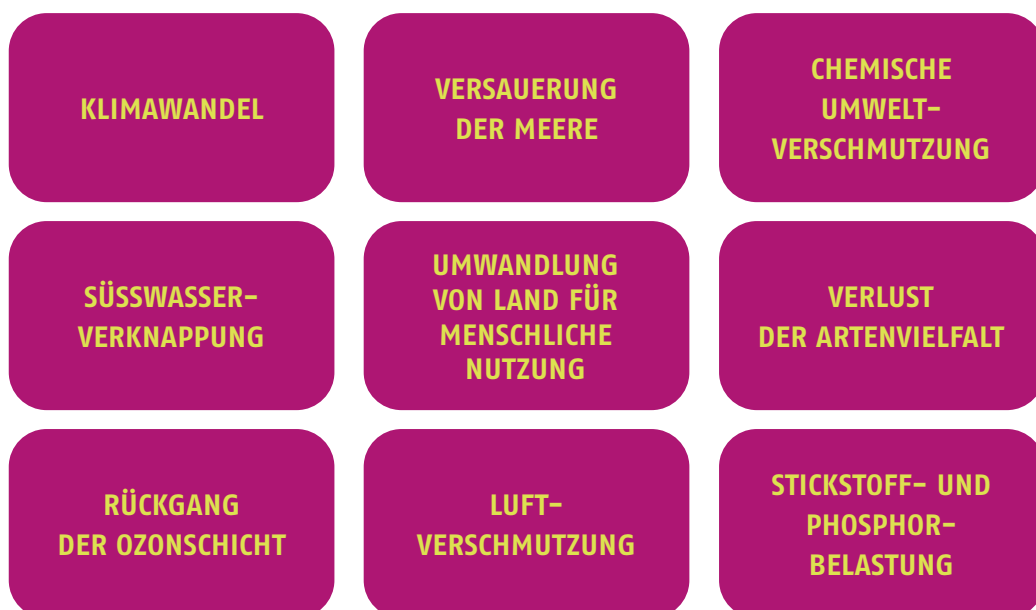 KLIMAWANDEL
VERSAUERUNG
DER MEERE
CHEMISCHE
UMWELT-
VERSCHMUTZUNG
SÜSSWASSER-
VERKNAPPUNG
UMWANDLUNG
VON LAND FÜR
MENSCHLICHE
NUTZUNG
VERLUST
DER ARTENVIELFALT
RÜCKGANG
DER OZONSCHICHT
LUFT-
VERSCHMUTZUNG
STICKSTOFF- UND
PHOSPHOR-
BELASTUNG